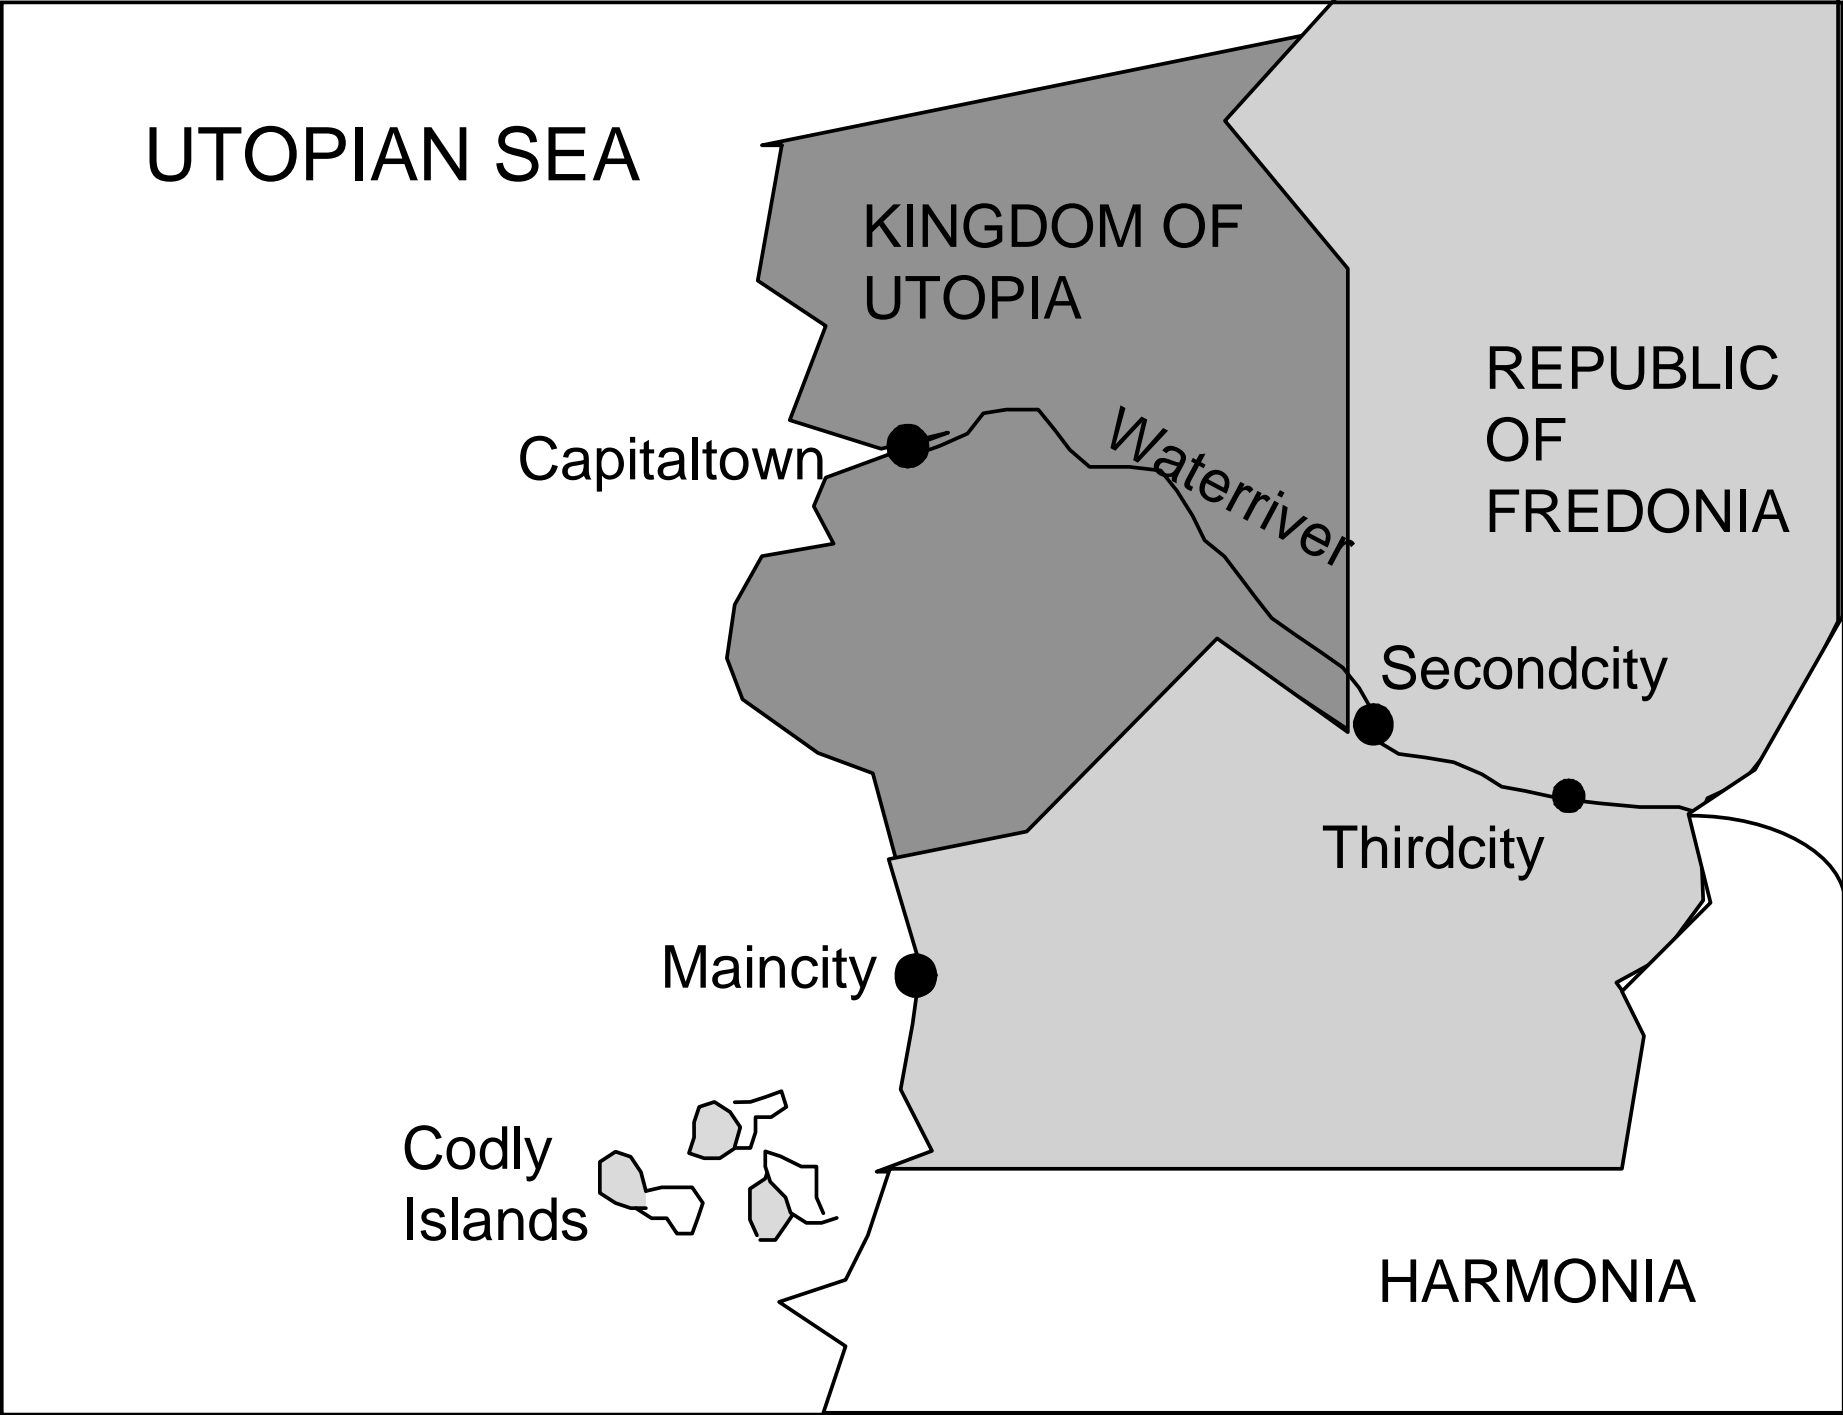 UTOPIAN SEA
KINGDOM OF
UTOPIA
REPUBLIC
OF
FREDONIA
Capitaltown
Waterriver
Secondcity
Thirdcity
Maincity
Codly
Islands
HARMONIA